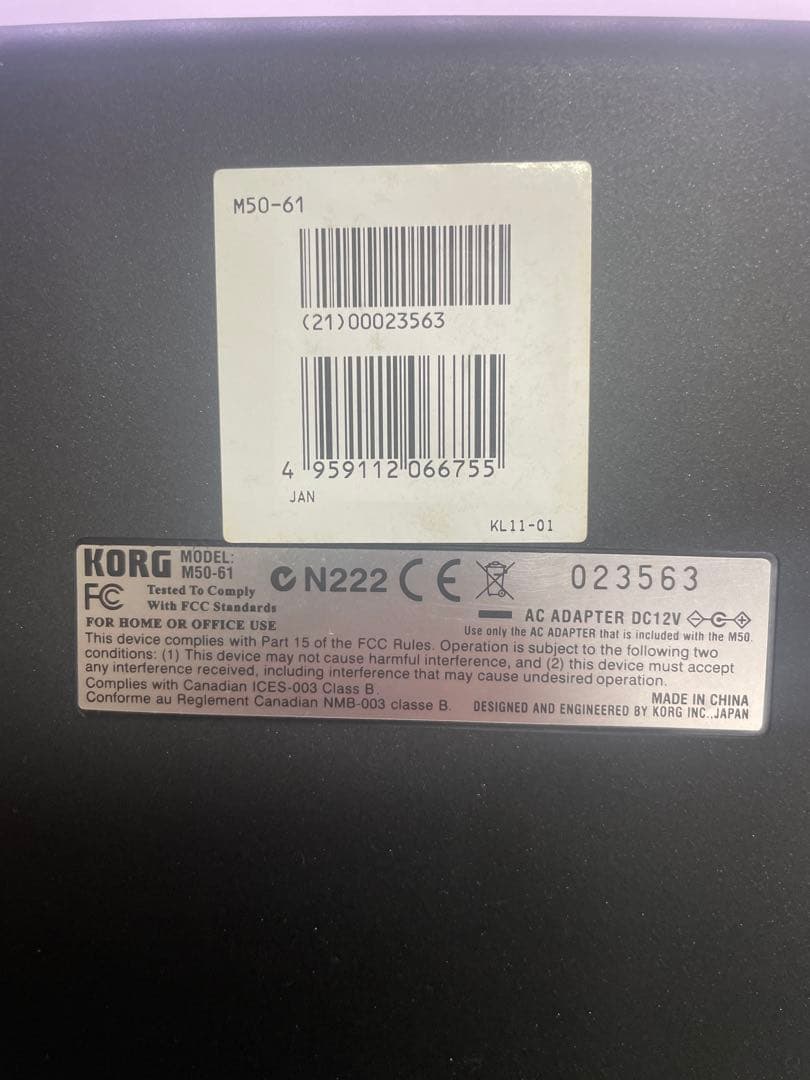 M50-61
(21)00023563
4 959112 066755
JAN
KL11-01
KORG MODEL:
M50-61
N222 CE
023563
FC Tested To Comply
With FCC Standards
FOR HOME OR OFFICE USE
AC ADAPTER DC12V
Use only the AC ADAPTER that is included with the M50.
This device complies with Part 15 of the FCC Rules. Operation is subject to the following two
conditions: (1) This device may not cause harmful interference, and (2) this device must accept
any interference received, including interference that may cause undesired operation.
Complies with Canadian ICES-003 Class B.
Conforme au Reglement Canadian NMB-003 classe B.
MADE IN CHINA
DESIGNED AND ENGINEERED BY KORG INC.,JAPAN